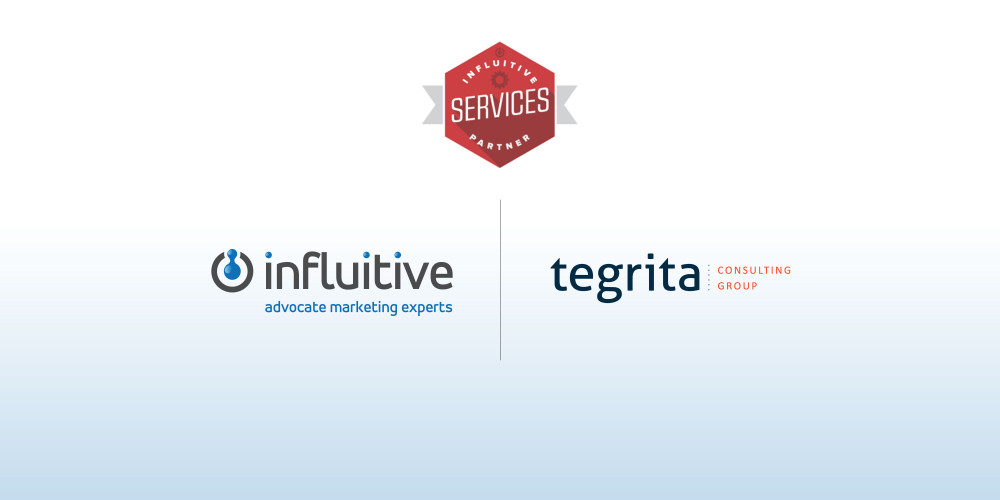 INFLUITIVE
SERVICES
PARTNER
influitive
advocate marketing experts
tegrita
CONSULTING
GROUP